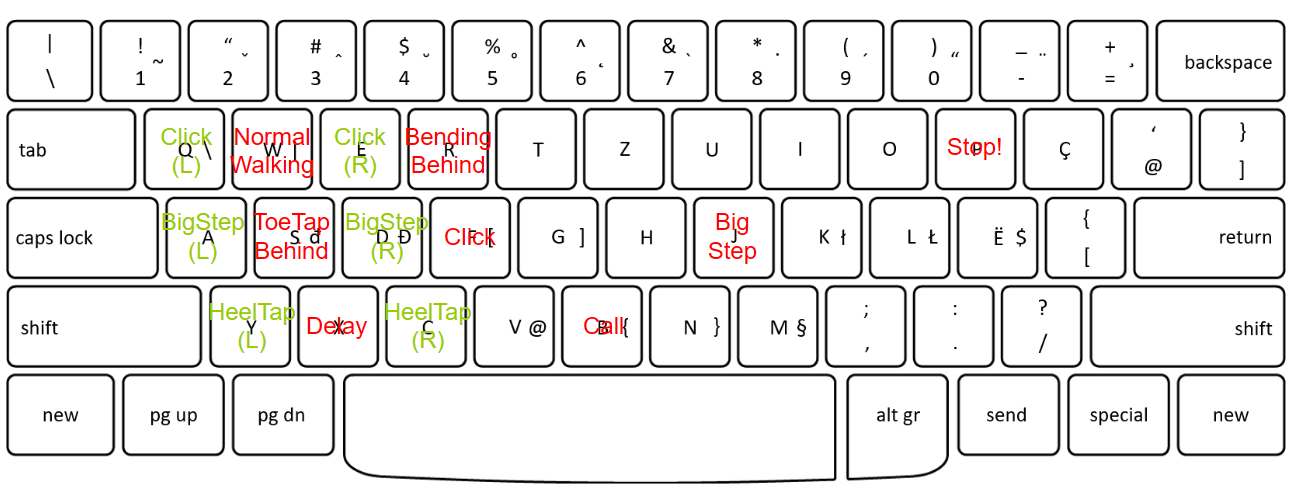 | ! “ ˇ # ˆ $ ˘ % ° ^ ˛ & ` * . ( ´ ) “ _ ¨ + ¸ backspace
\ 1 ~ 2 3 4 5 6 7 8 9 0 - =
tab Click (L) Q \ Normal Walking W | Click (R) E Bending Behind R T Z U I O Stop! P Ç ‘ @ } ]
caps lock BigStep (L) A ToeTap Behind S đ BigStep (R) D Đ Click F [ G ] H Big Step J K ł L Ł Ë $ { [ return
shift HeelTap (L) Y Delay X HeelTap (R) C V @ Call B { N } M § ; , : . ? / shift
new pg up pg dn alt gr send special new